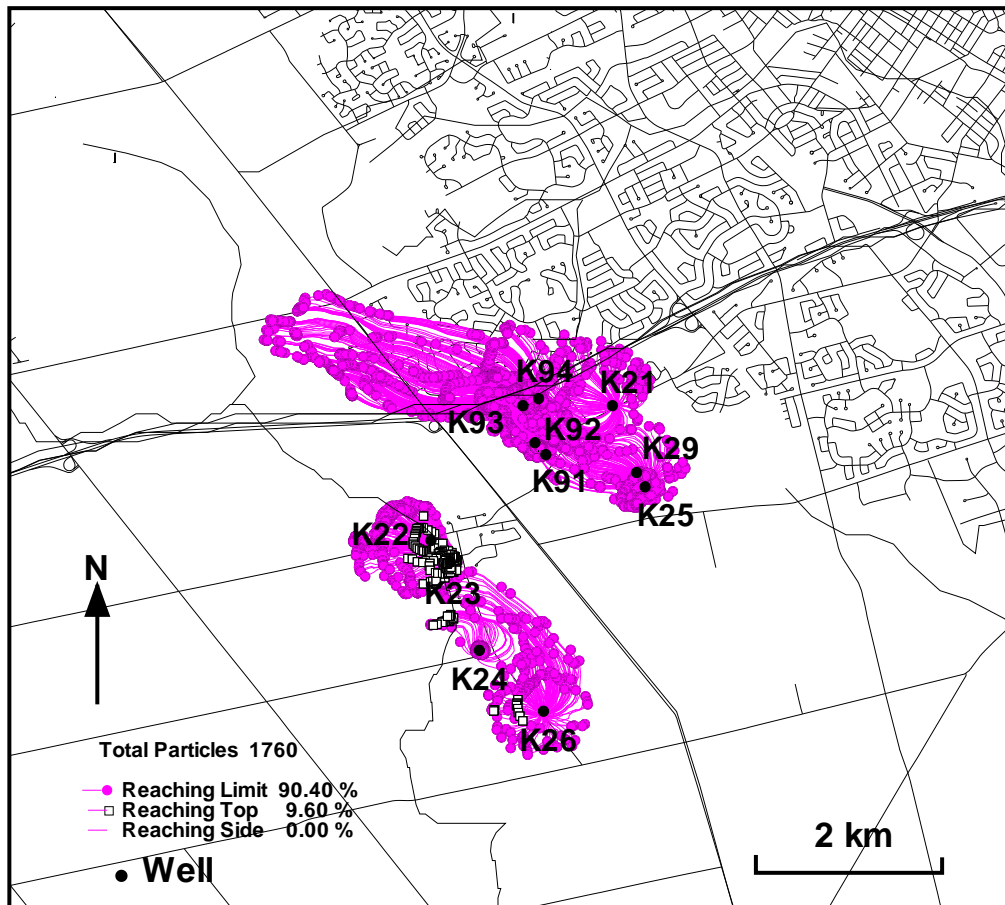 K94
K21
K93
K92
K29
K91
K25
K22
N
K23
K24
K26
Total Particles 1760
Reaching Limit 90.40 %
Reaching Top 9.60 %
Reaching Side 0.00 %
Well
2 km